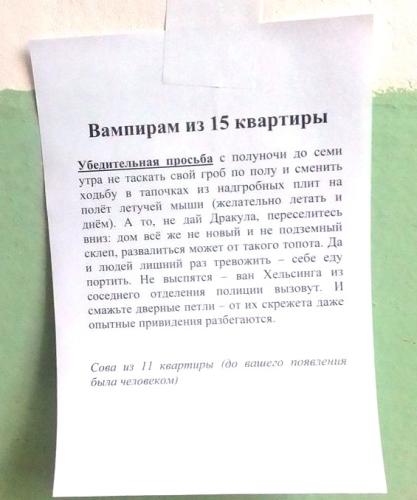 Вампирам из 15 квартиры
Убедительная просьба с полуночи до семи
утра не таскать свой гроб по полу и сменить
ходьбу в тапочках из надгробных плит на
полёт летучей мыши (желательно летать и
днём). А то, не дай Дракула, переселитесь
вниз: дом всё же не новый и не подземный
склеп, развалиться может от такого топота. Да
и людей лишний раз тревожить – себе еду
портить. Не выспятся – ван Хельсинга из
соседнего отделения полиции вызовут. И
смажьте дверные петли – от их скрежета даже
опытные привидения разбегаются.
Сова из 11 квартиры (до вашего появления
была человеком)